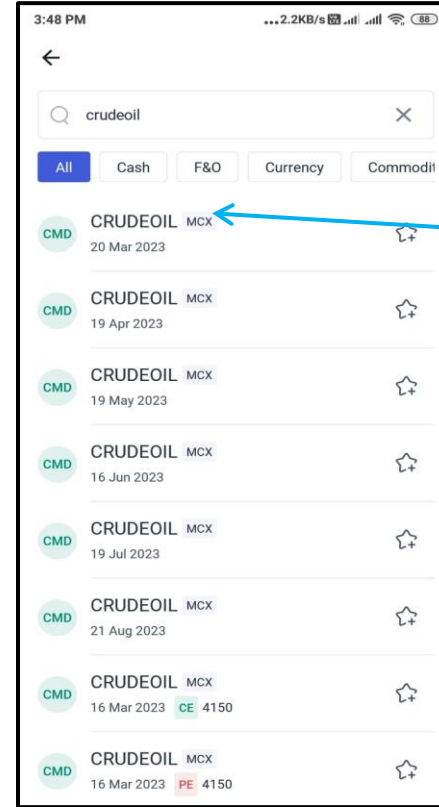 3:48 PM ...2.2KB/s 88
crudeoil
All Cash F&O Currency Commodit
CMD CRUDEOIL MCX
20 Mar 2023
CMD CRUDEOIL MCX
19 Apr 2023
CMD CRUDEOIL MCX
19 May 2023
CMD CRUDEOIL MCX
16 Jun 2023
CMD CRUDEOIL MCX
19 Jul 2023
CMD CRUDEOIL MCX
21 Aug 2023
CMD CRUDEOIL MCX
16 Mar 2023 CE 4150
CMD CRUDEOIL MCX
16 Mar 2023 PE 4150